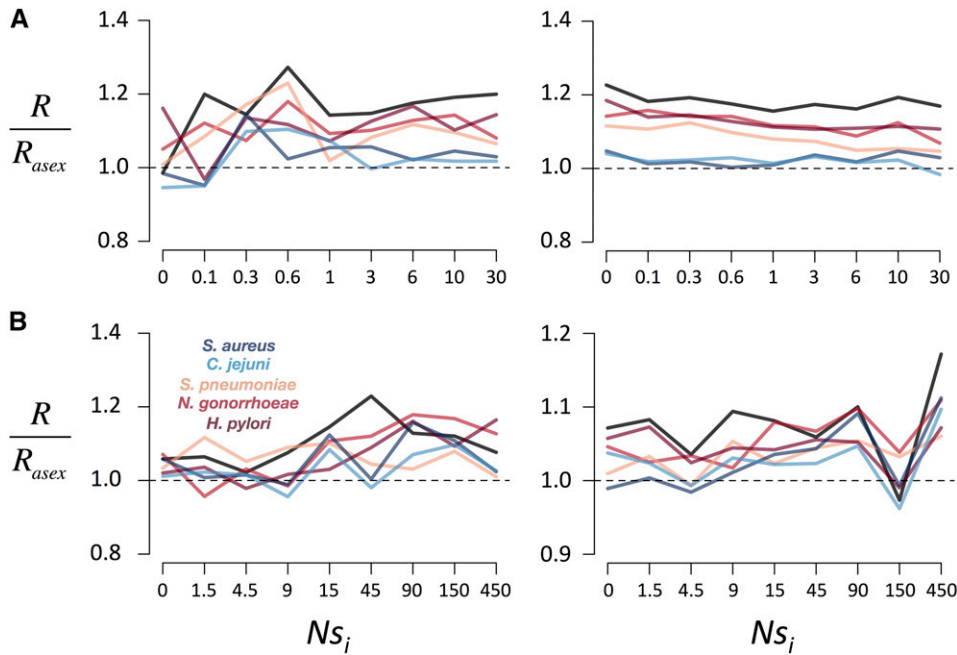 A
1.4
1.2
1.0
0.8
R
R_asex
0 0.1 0.3 0.6 1 3 6 10 30
1.4
1.2
1.0
0.8
0 0.1 0.3 0.6 1 3 6 10 30
B
1.4
1.2
1.0
0.8
R
R_asex
S. aureus
C. jejuni
S. pneumoniae
N. gonorrhoeae
H. pylori
0 1.5 4.5 9 15 45 90 150 450
Ns_i
1.2
1.1
1.0
0.9
0 1.5 4.5 9 15 45 90 150 450
Ns_i